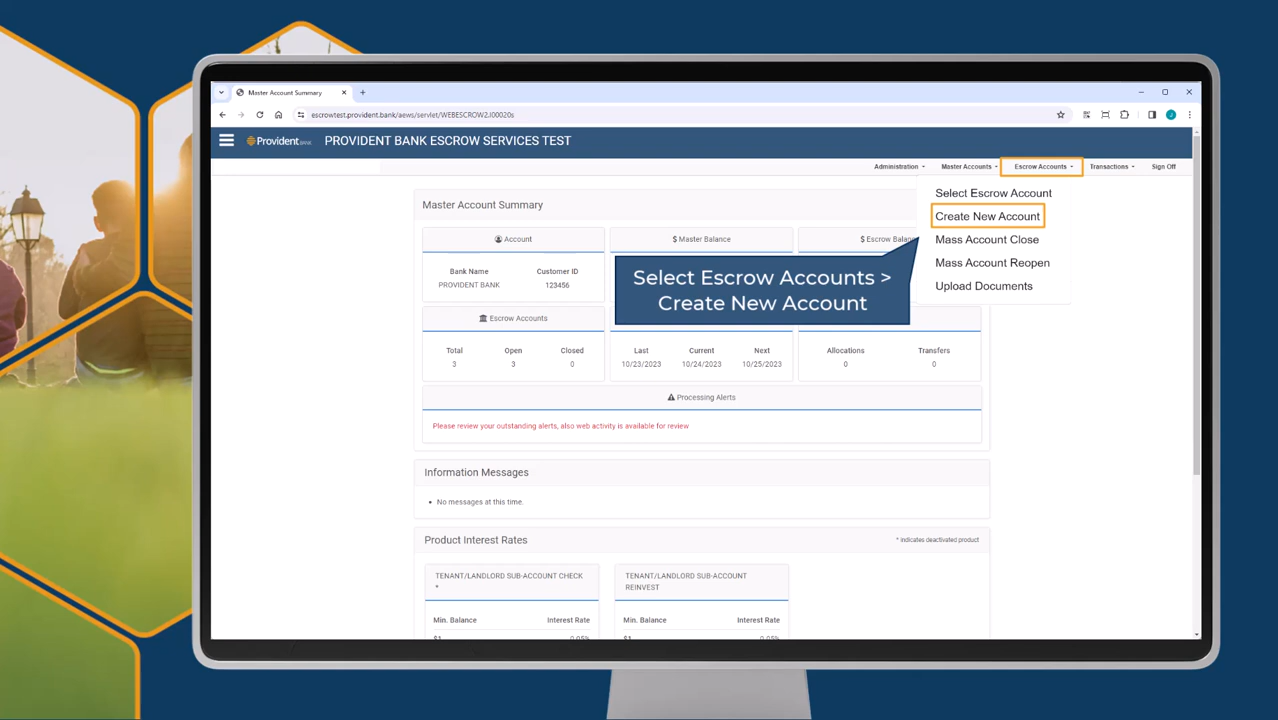 Master Account Summary
escrowtest.provident.bank/aews/servlet/WEBESCROW2.I00020s
Provident BANK
PROVIDENT BANK ESCROW SERVICES TEST
Administration
Master Accounts
Escrow Accounts
Transactions
Sign Off
Select Escrow Account
Create New Account
Mass Account Close
Mass Account Reopen
Upload Documents
Select Escrow Accounts >
Create New Account
Master Account Summary
Account
$ Master Balance
$ Escrow Balan
Bank Name
Customer ID
PROVIDENT BANK
123456
Escrow Accounts
Total
Open
Closed
3
3
0
Last
Current
Next
10/23/2023
10/24/2023
10/25/2023
Allocations
Transfers
0
0
Processing Alerts
Please review your outstanding alerts, also web activity is available for review
Information Messages
• No messages at this time.
Product Interest Rates
* indicates deactivated product
TENANT/LANDLORD SUB-ACCOUNT CHECK
*
Min. Balance
Interest Rate
$1
0.05%
TENANT/LANDLORD SUB-ACCOUNT
REINVEST
Min. Balance
Interest Rate
$1
0.05%